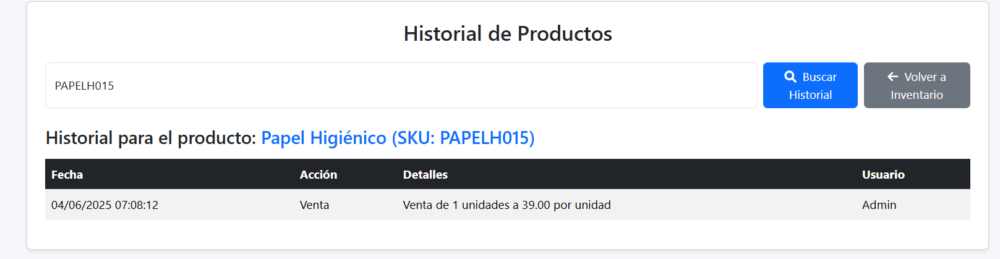 Historial de Productos
PAPELH015
Buscar
Historial
Volver a
Inventario
Historial para el producto: Papel Higiénico (SKU: PAPELH015)
Fecha Acción Detalles Usuario
04/06/2025 07:08:12 Venta Venta de 1 unidades a 39.00 por unidad Admin